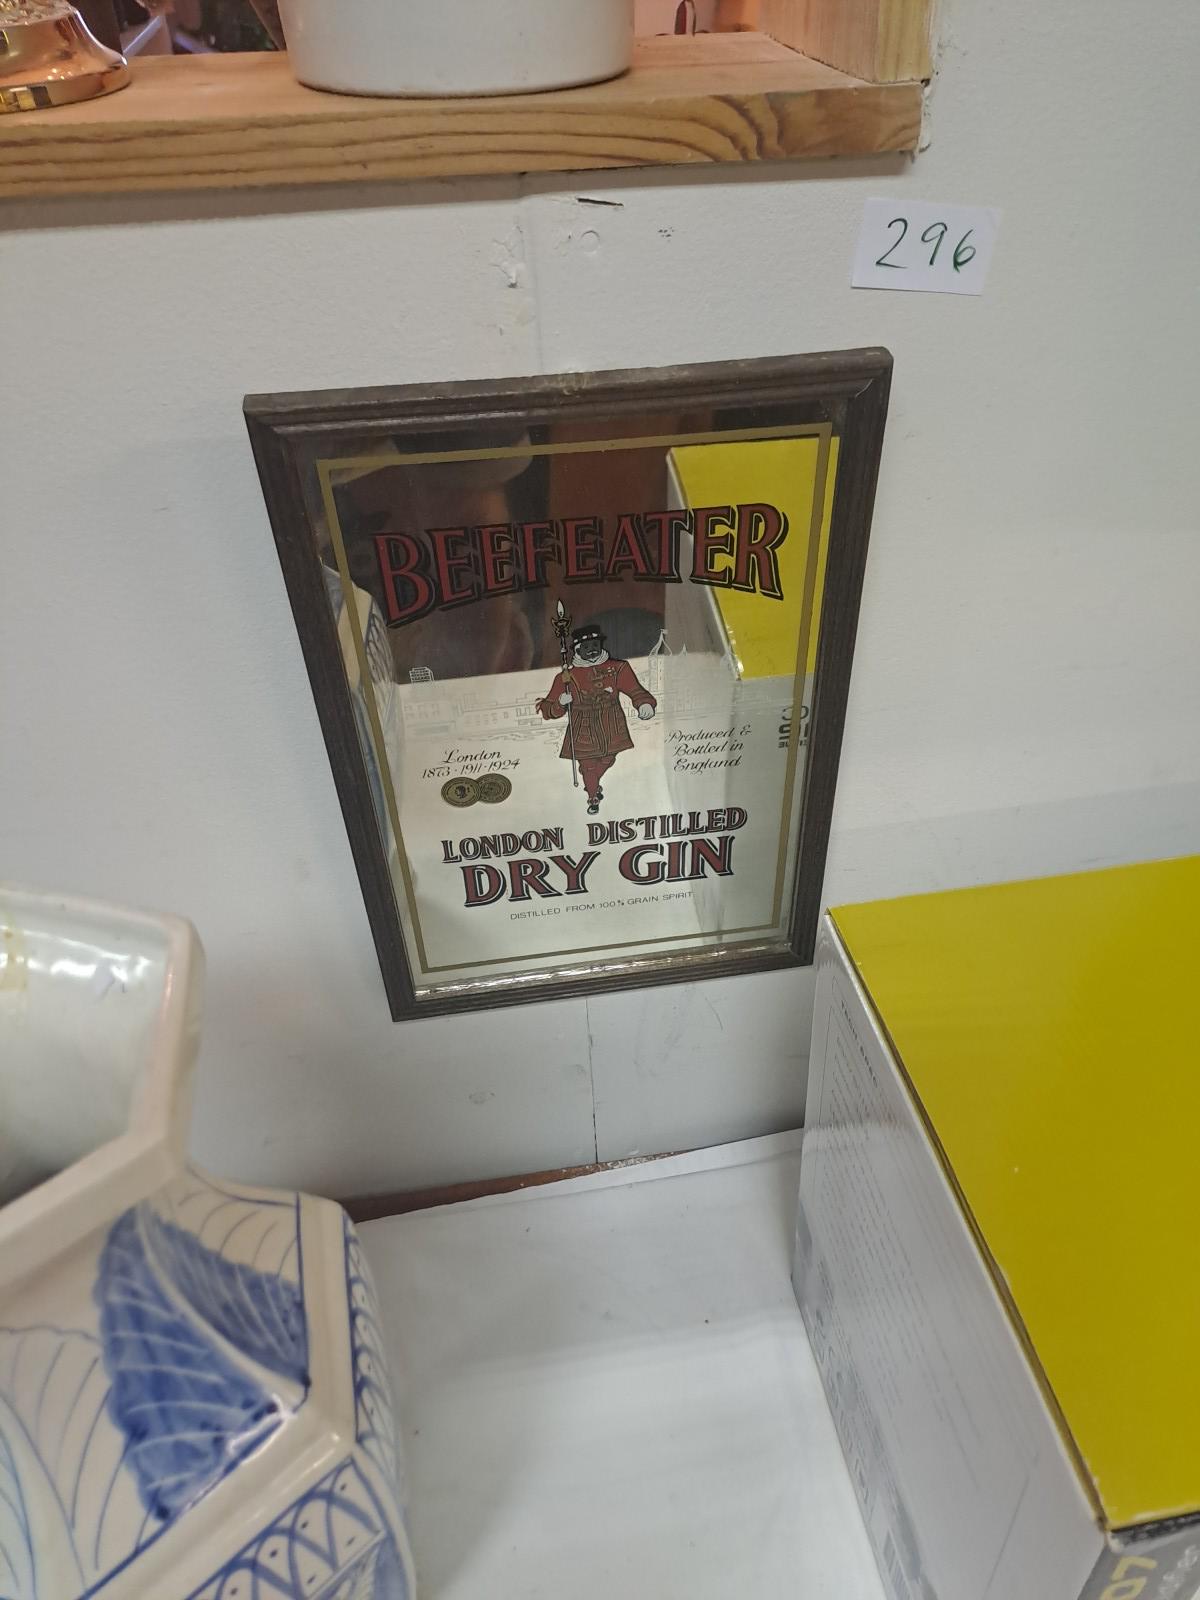 296
BEEFEATER
London
1873 · 1911 · 1924
Produced &
Bottled in
England
LONDON DISTILLED
DRY GIN
DISTILLED FROM 100% GRAIN SPIRIT